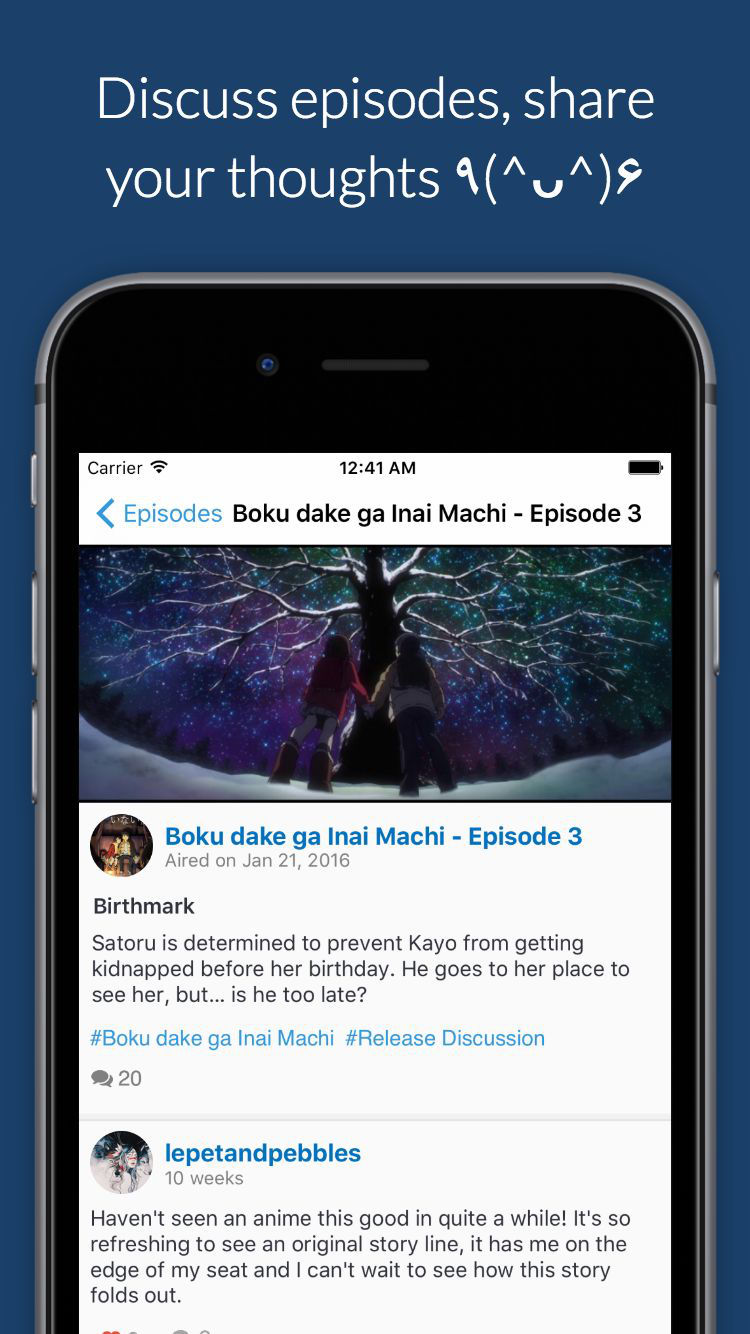 Discuss episodes, share
your thoughts ٩(^ᴗ^)۶
Carrier 12:41 AM
Episodes Boku dake ga Inai Machi - Episode 3
Boku dake ga Inai Machi - Episode 3
Aired on Jan 21, 2016
Birthmark
Satoru is determined to prevent Kayo from getting
kidnapped before her birthday. He goes to her place to
see her, but... is he too late?
#Boku dake ga Inai Machi #Release Discussion
20
lepetandpebbles
10 weeks
Haven't seen an anime this good in quite a while! It's so
refreshing to see an original story line, it has me on the
edge of my seat and I can't wait to see how this story
folds out.